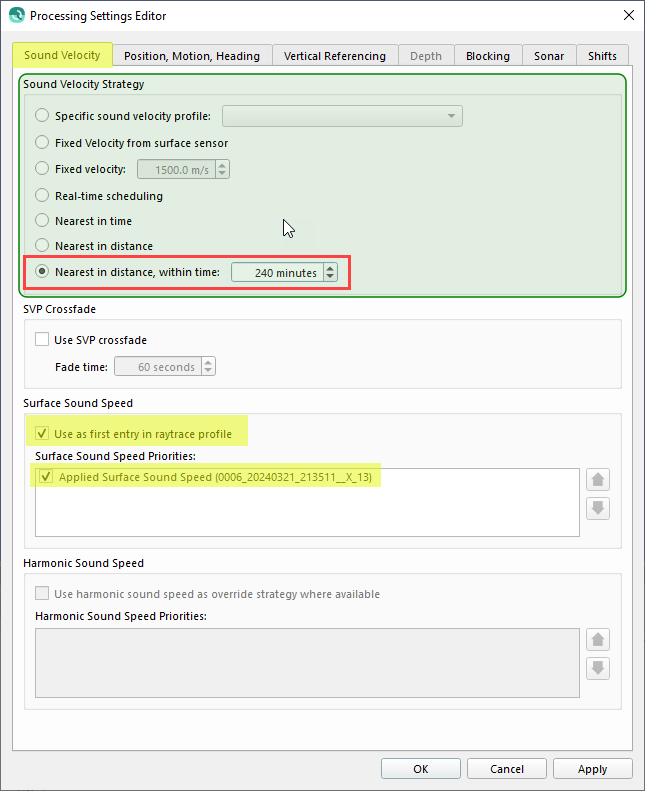 Processing Settings Editor
Sound Velocity Position, Motion, Heading Vertical Referencing Depth Blocking Sonar Shifts
Sound Velocity Strategy
Specific sound velocity profile:
Fixed Velocity from surface sensor
Fixed velocity: 1500.0 m/s
Real-time scheduling
Nearest in time
Nearest in distance
Nearest in distance, within time: 240 minutes
SVP Crossfade
Use SVP crossfade
Fade time: 60 seconds
Surface Sound Speed
Use as first entry in raytrace profile
Surface Sound Speed Priorities:
Applied Surface Sound Speed (0006_20240321_213511__X_13)
Harmonic Sound Speed
Use harmonic sound speed as override strategy where available
Harmonic Sound Speed Priorities:
OK Cancel Apply